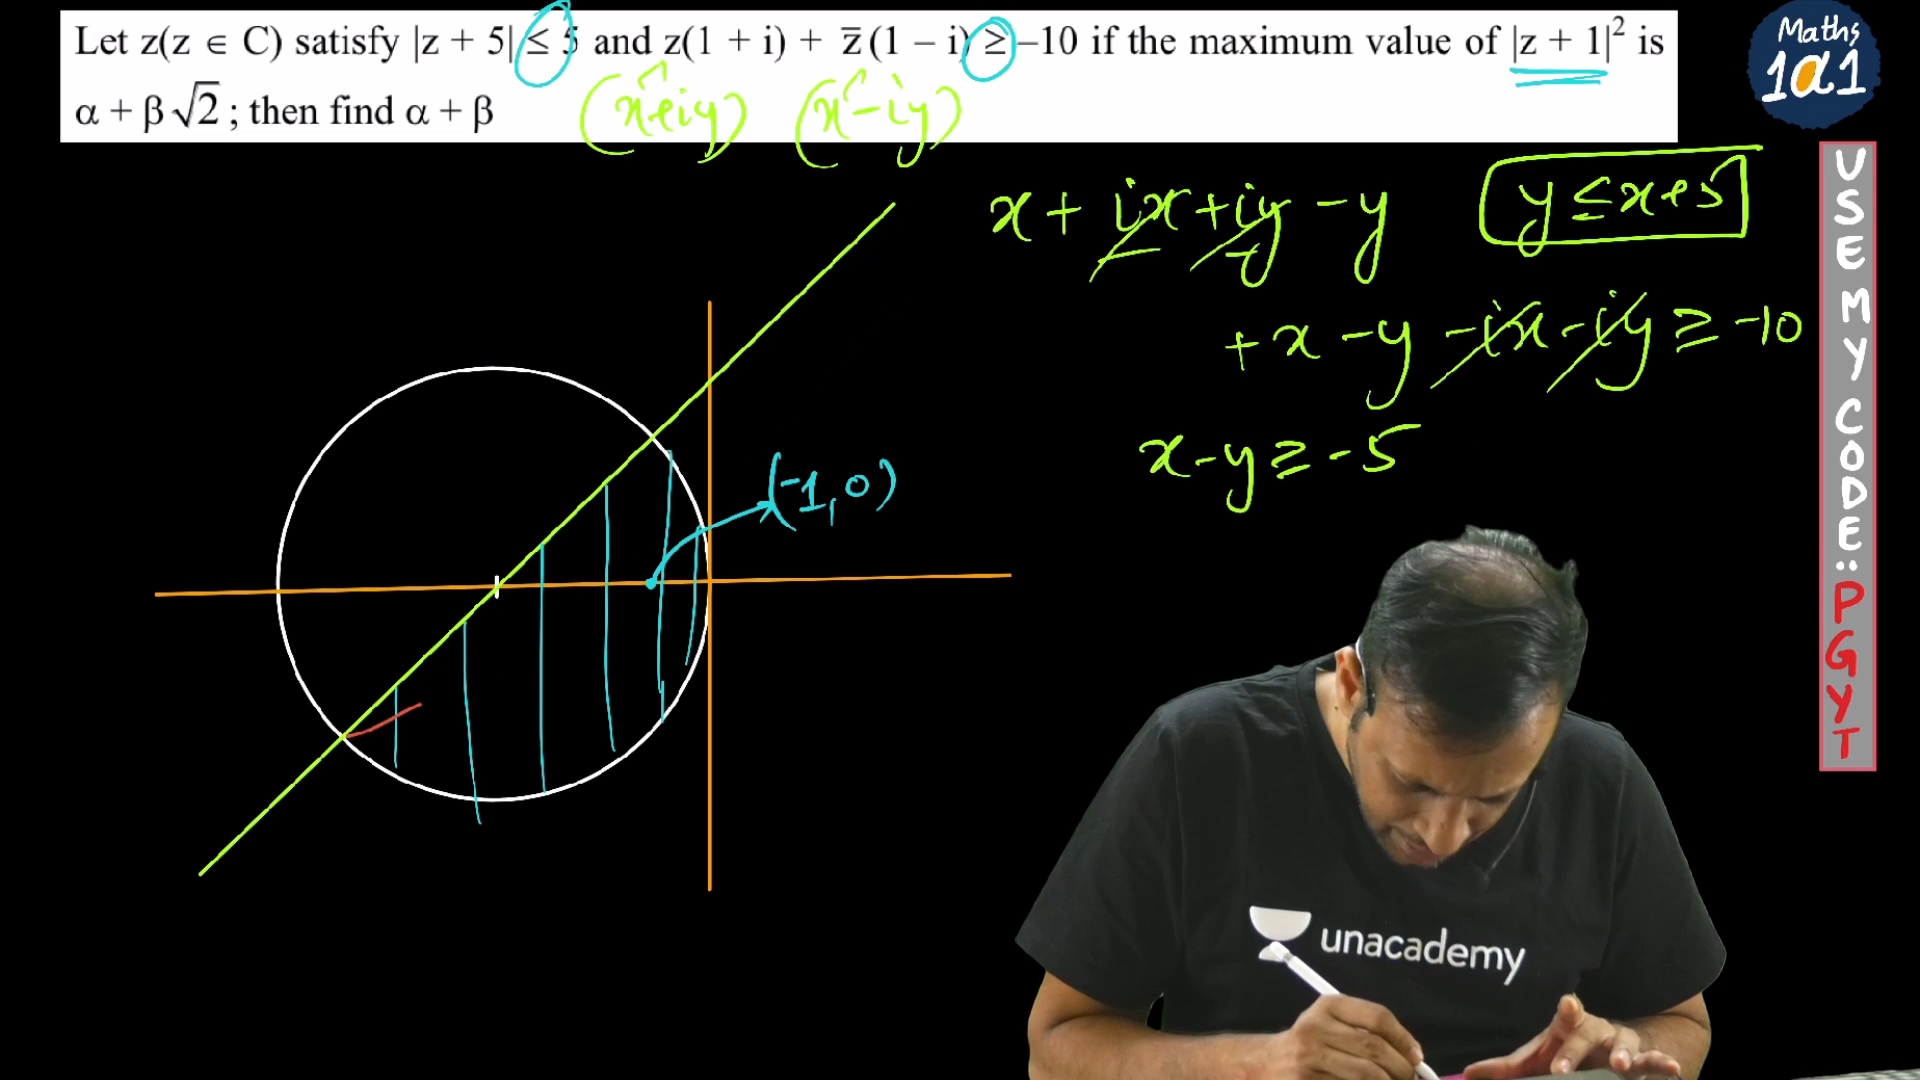 Let z(z ∈ C) satisfy |z + 5| ≤ 5 and z(1 + i) + z̅(1 – i) ≥ –10 if the maximum value of |z + 1|² is
α + β√2 ; then find α + β
(x+iy) (x-iy)
Maths
1a1
x + ix + iy - y
y ≤ x+5
+ x - y - ix - iy ≥ -10
x - y ≥ -5
(-1,0)
USE MY CODE:: PGYT
unacademy